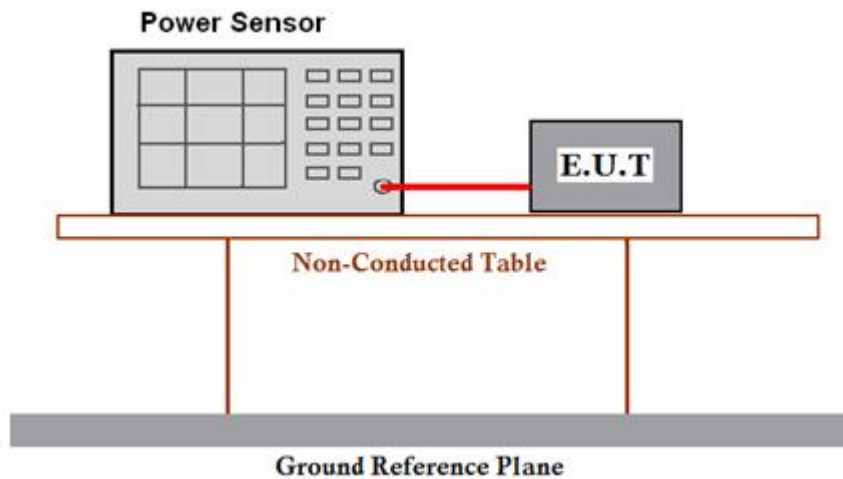 Power Sensor
E.U.T
Non-Conducted Table
Ground Reference Plane